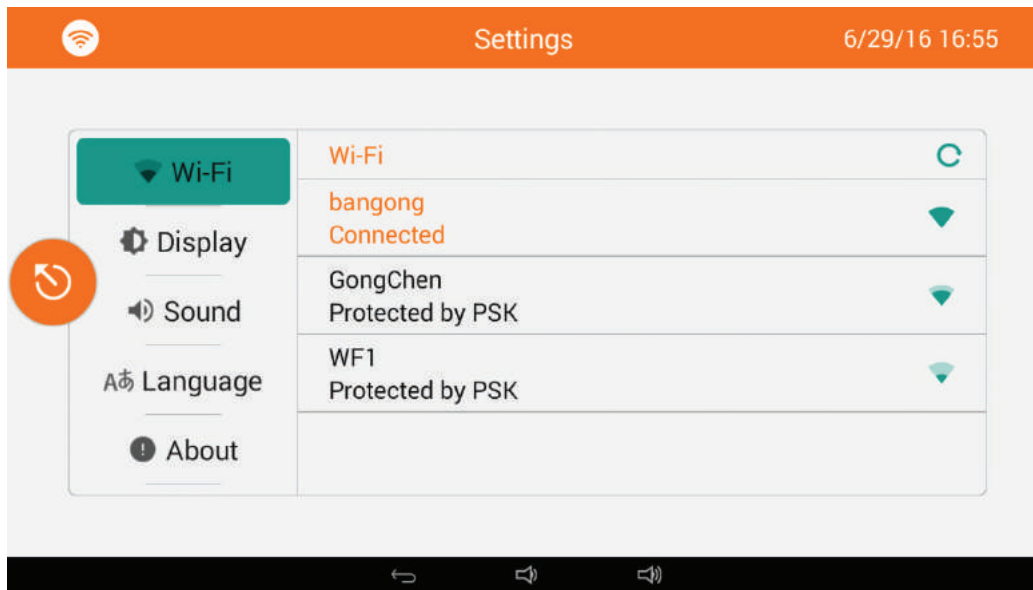 Settings
6/29/16 16:55
Wi-Fi
Display
Sound
Aあ Language
About
Wi-Fi
bangong
Connected
GongChen
Protected by PSK
WF1
Protected by PSK